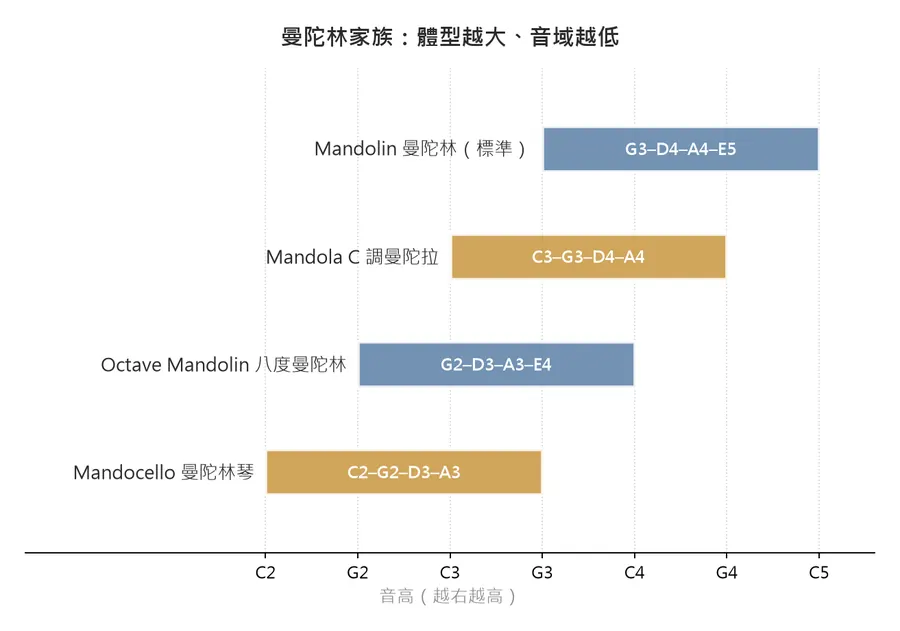 曼陀林家族：體型越大、音域越低
Mandolin 曼陀林（標準）
G3–D4–A4–E5
Mandola C 調曼陀拉
C3–G3–D4–A4
Octave Mandolin 八度曼陀林
G2–D3–A3–E4
Mandocello 曼陀林琴
C2–G2–D3–A3
C2 G2 C3 G3 C4 G4 C5
音高（越右越高）